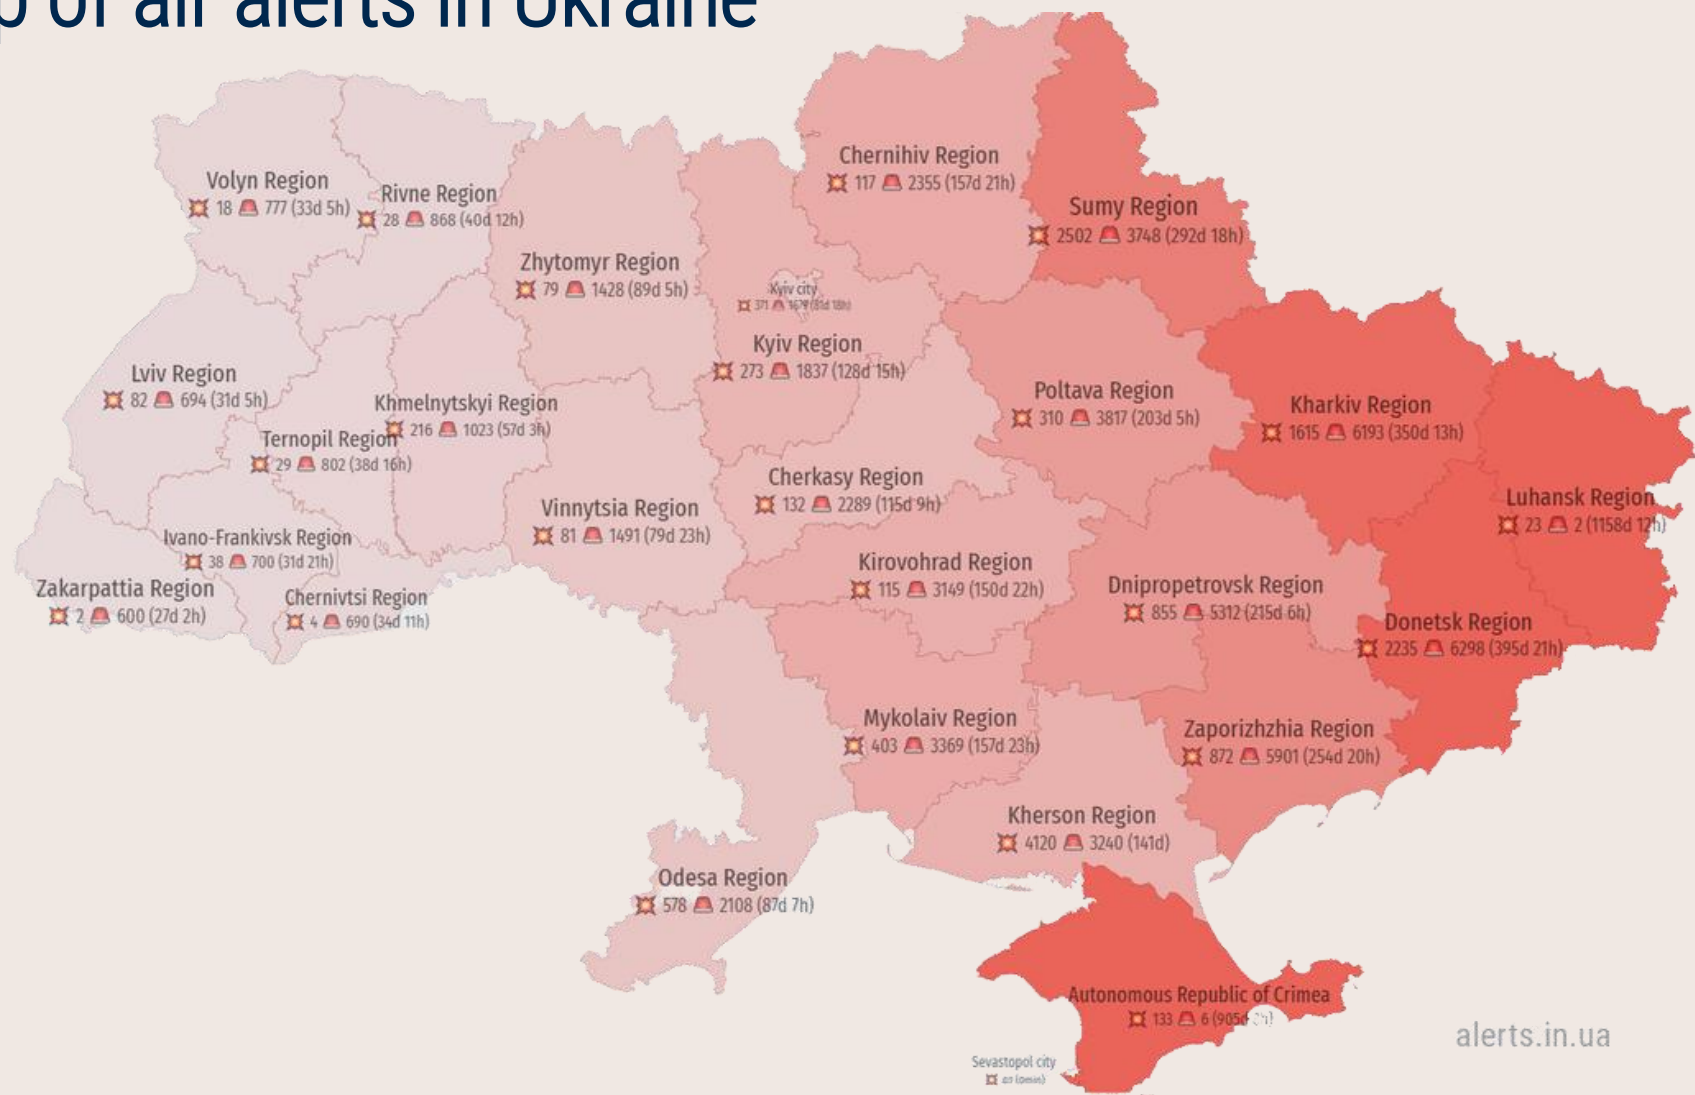 of air alerts in Ukraine
Chernihiv Region
117 2355 (157d 21h)
Volyn Region
18 777 (33d 5h)
Rivne Region
28 868 (40d 12h)
Sumy Region
2502 3748 (292d 18h)
Zhytomyr Region
79 1428 (89d 5h)
Kyiv city
371
Kyiv Region
273 1837 (128d 15h)
Lviv Region
82 694 (31d 5h)
Khmelnytskyi Region
216 1023 (57d 3h)
Poltava Region
310 3817 (203d 5h)
Kharkiv Region
1615 6193 (350d 13h)
Ternopil Region
29 802 (38d 16h)
Cherkasy Region
132 2289 (115d 9h)
Luhansk Region
23 2 (1158d 12h)
Vinnytsia Region
81 1491 (79d 23h)
Ivano-Frankivsk Region
38 700 (31d 21h)
Kirovohrad Region
115 3149 (150d 22h)
Zakarpattia Region
2 600 (27d 2h)
Chernivtsi Region
4 690 (34d 11h)
Dnipropetrovsk Region
855 5312 (215d 6h)
Donetsk Region
2235 6298 (395d 21h)
Mykolaiv Region
403 3369 (157d 23h)
Zaporizhzhia Region
872 5901 (254d 20h)
Kherson Region
4120 3240 (141d)
Odesa Region
578 2108 (87d 7h)
Autonomous Republic of Crimea
133 6 (905d
alerts.in.ua
Sevastopol city
(0min)